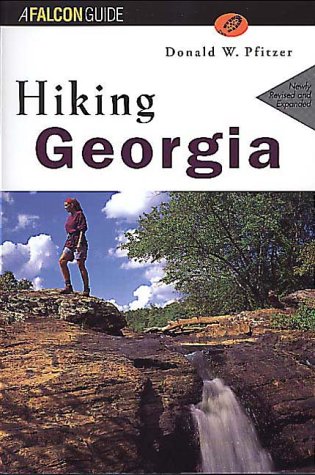 A FALCON GUIDE
Donald W. Pfitzer
Newly
Revised and
Expanded
Hiking
Georgia